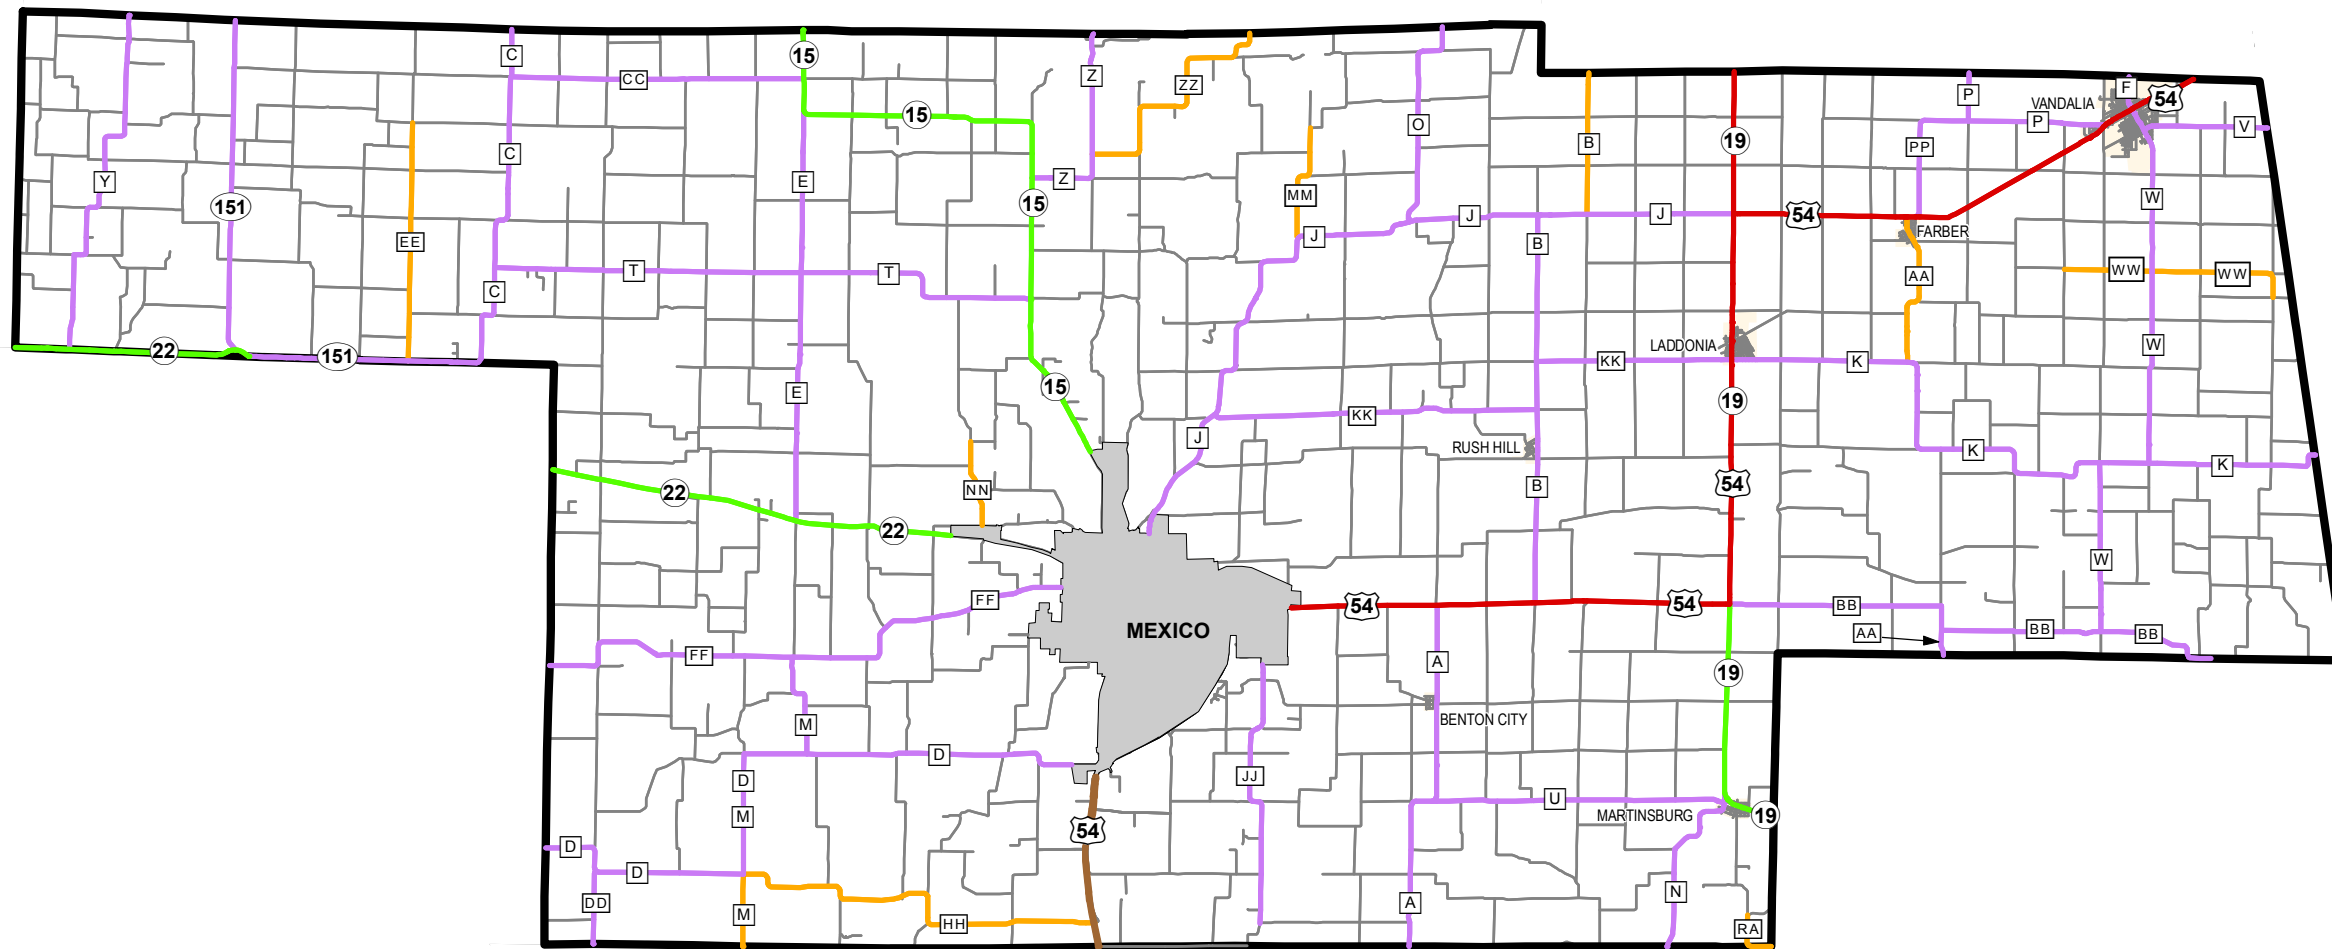 C
15
CC
Z
ZZ
15
O
B
19
P
F
54
VANDALIA
P
V
C
PP
Y
E
Z
MM
W
151
15
J
J
54
EE
J
B
FARBER
T
T
AA
WW
WW
C
22
151
LADDONIA
W
KK
K
15
E
KK
19
J
RUSH HILL
K
K
22
NN
B
54
22
W
FF
54
54
BB
MEXICO
AA
BB
BB
FF
A
19
M
BENTON CITY
D
D
JJ
U
M
54
MARTINSBURG
19
D
D
DD
M
HH
A
N
RA